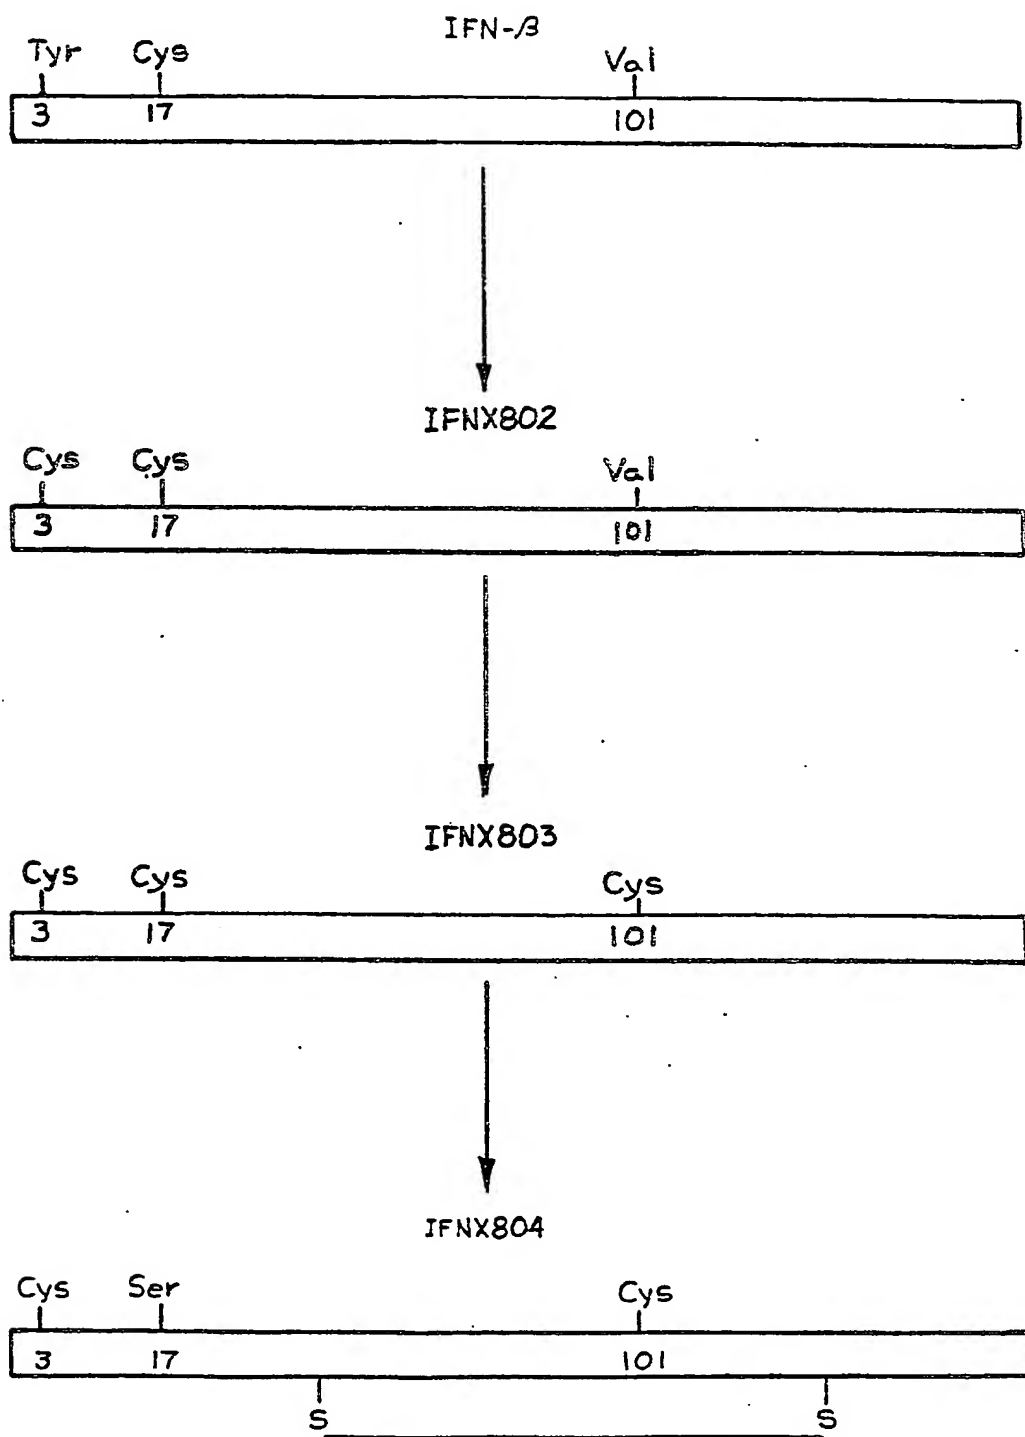 IFN-β
Tyr Cys Val
3 17 101
IFNX802
Cys Cys Val
3 17 101
IFNX803
Cys Cys Cys
3 17 101
IFNX804
Cys Ser Cys
3 17 101
S S